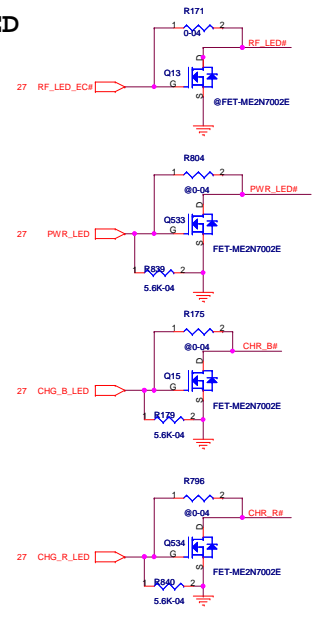 ED
R171
1 2
0-04
RF_LED#
D
Q13
27 RF_LED_EC#
G
S
@FET-ME2N7002E
R804
1 2
@0-04
PWR_LED#
D
Q533
27 PWR_LED
G
S
FET-ME2N7002E
1 R839 2
5.6K-04
R175
1 2
@0-04
CHR_B#
D
Q15
27 CHG_B_LED
G
S
FET-ME2N7002E
1 R179 2
5.6K-04
R796
1 2
@0-04
CHR_R#
D
Q534
27 CHG_R_LED
G
S
FET-ME2N7002E
1 R840 2
5.6K-04